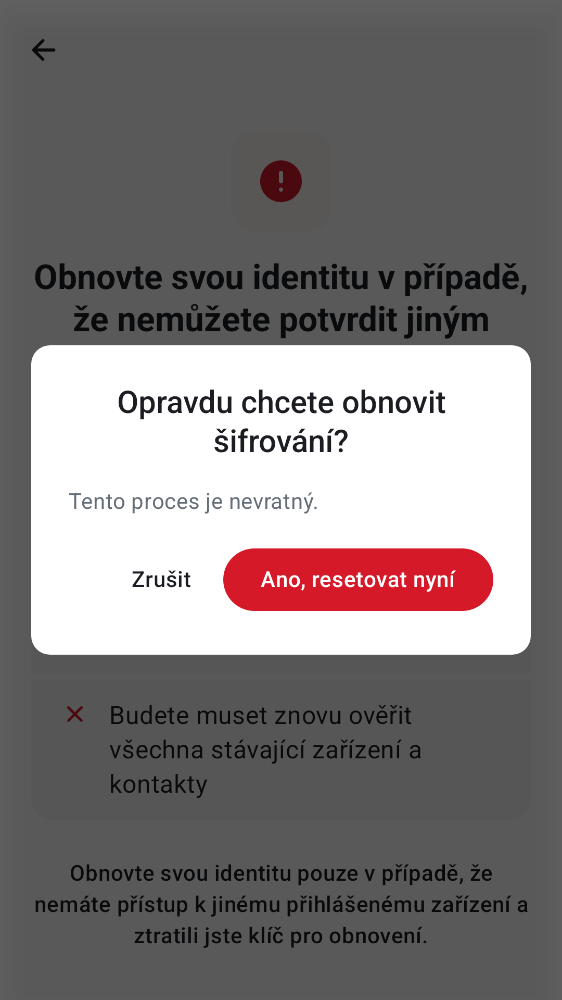 Obnovte svou identitu v případě,
že nemůžete potvrdit jiným
Opravdu chcete obnovit
šifrování?
Tento proces je nevratný.
Zrušit
Ano, resetovat nyní
Budete muset znovu ověřit
všechna stávající zařízení a
kontakty
Obnovte svou identitu pouze v případě, že
nemáte přístup k jinému přihlášenému zařízení a
ztratili jste klíč pro obnovení.